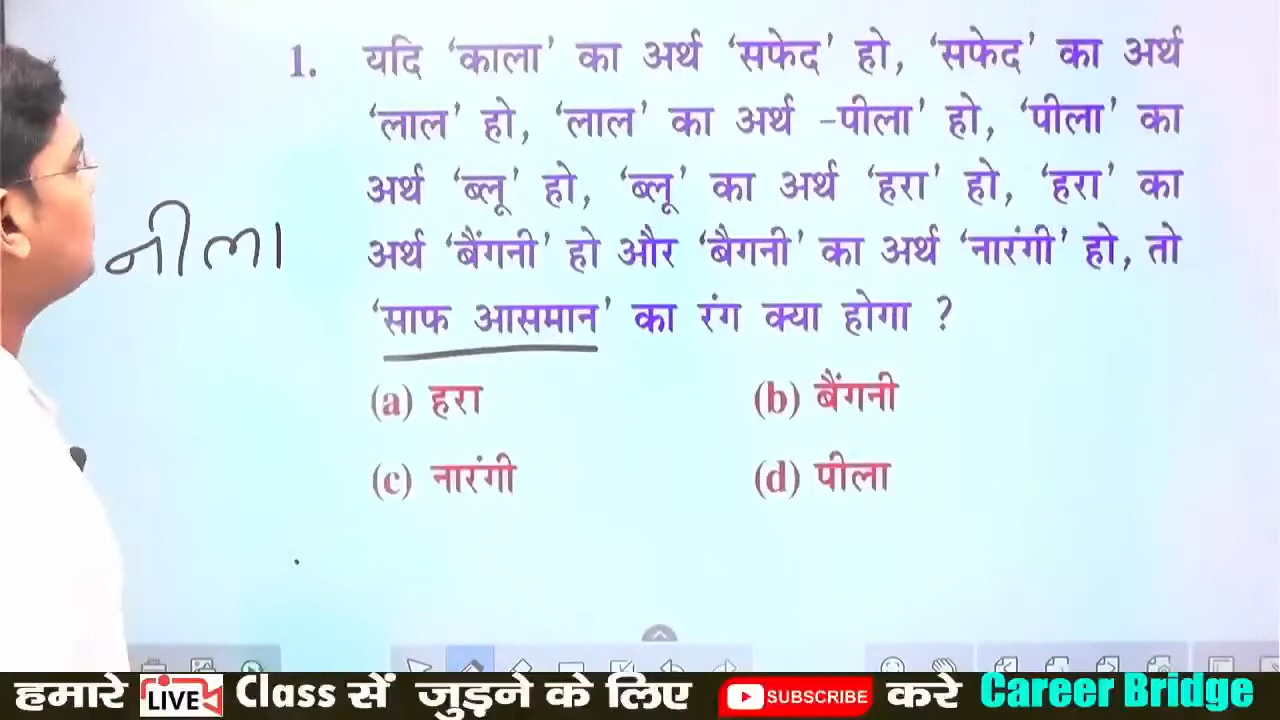 1. यदि ‘काला’ का अर्थ ‘सफेद’ हो, ‘सफेद’ का अर्थ
‘लाल’ हो, ‘लाल’ का अर्थ –पीला’ हो, ‘पीला’ का
अर्थ ‘ब्लू’ हो, ‘ब्लू’ का अर्थ ‘हरा’ हो, ‘हरा’ का
अर्थ ‘बैंगनी’ हो और ‘बैगनी’ का अर्थ ‘नारंगी’ हो, तो
‘साफ आसमान’ का रंग क्या होगा ?
नीला
(a) हरा (b) बैंगनी
(c) नारंगी (d) पीला
हमारे LIVE Class सें जुड़ने के लिए SUBSCRIBE करे Career Bridge